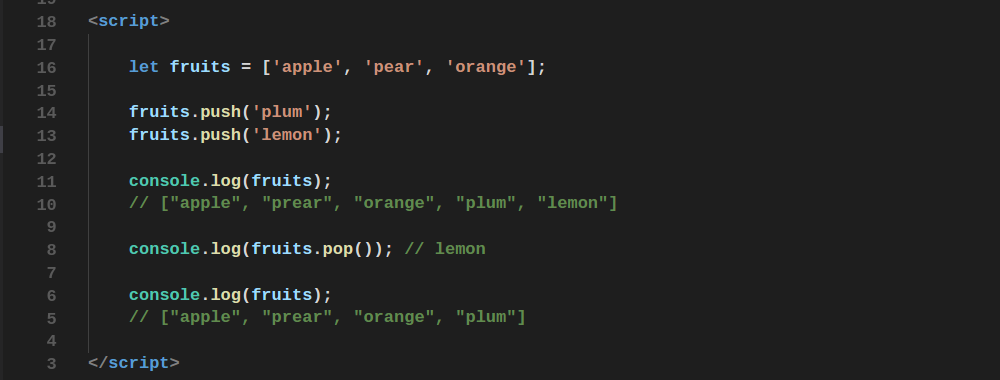 19
18 <script>
17
16 let fruits = ['apple', 'pear', 'orange'];
15
14 fruits.push('plum');
13 fruits.push('lemon');
12
11 console.log(fruits);
10 // ["apple", "prear", "orange", "plum", "lemon"]
9
8 console.log(fruits.pop()); // lemon
7
6 console.log(fruits);
5 // ["apple", "prear", "orange", "plum"]
4
3 </script>